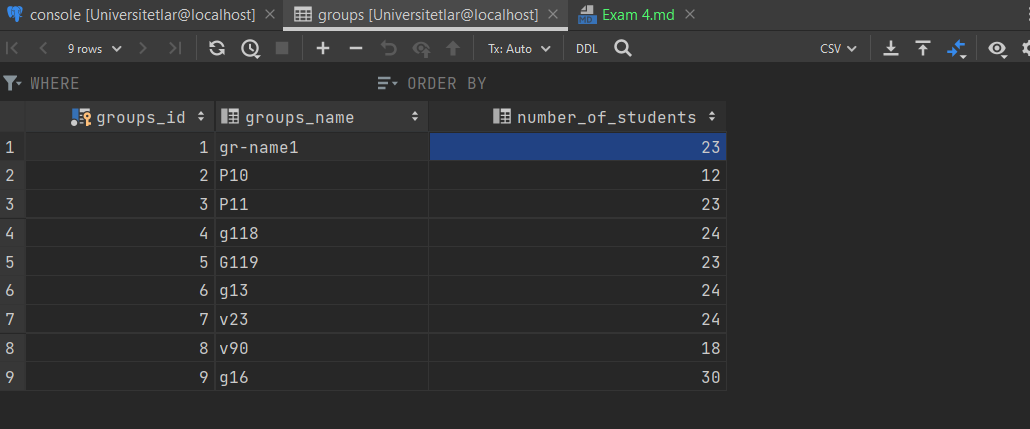 console [Universitetlar@localhost] groups [Universitetlar@localhost] Exam 4.md
9 rows Tx: Auto DDL CSV
WHERE ORDER BY
groups_id groups_name number_of_students
1 1 gr-name1 23
2 2 P10 12
3 3 P11 23
4 4 g118 24
5 5 G119 23
6 6 g13 24
7 7 v23 24
8 8 v90 18
9 9 g16 30